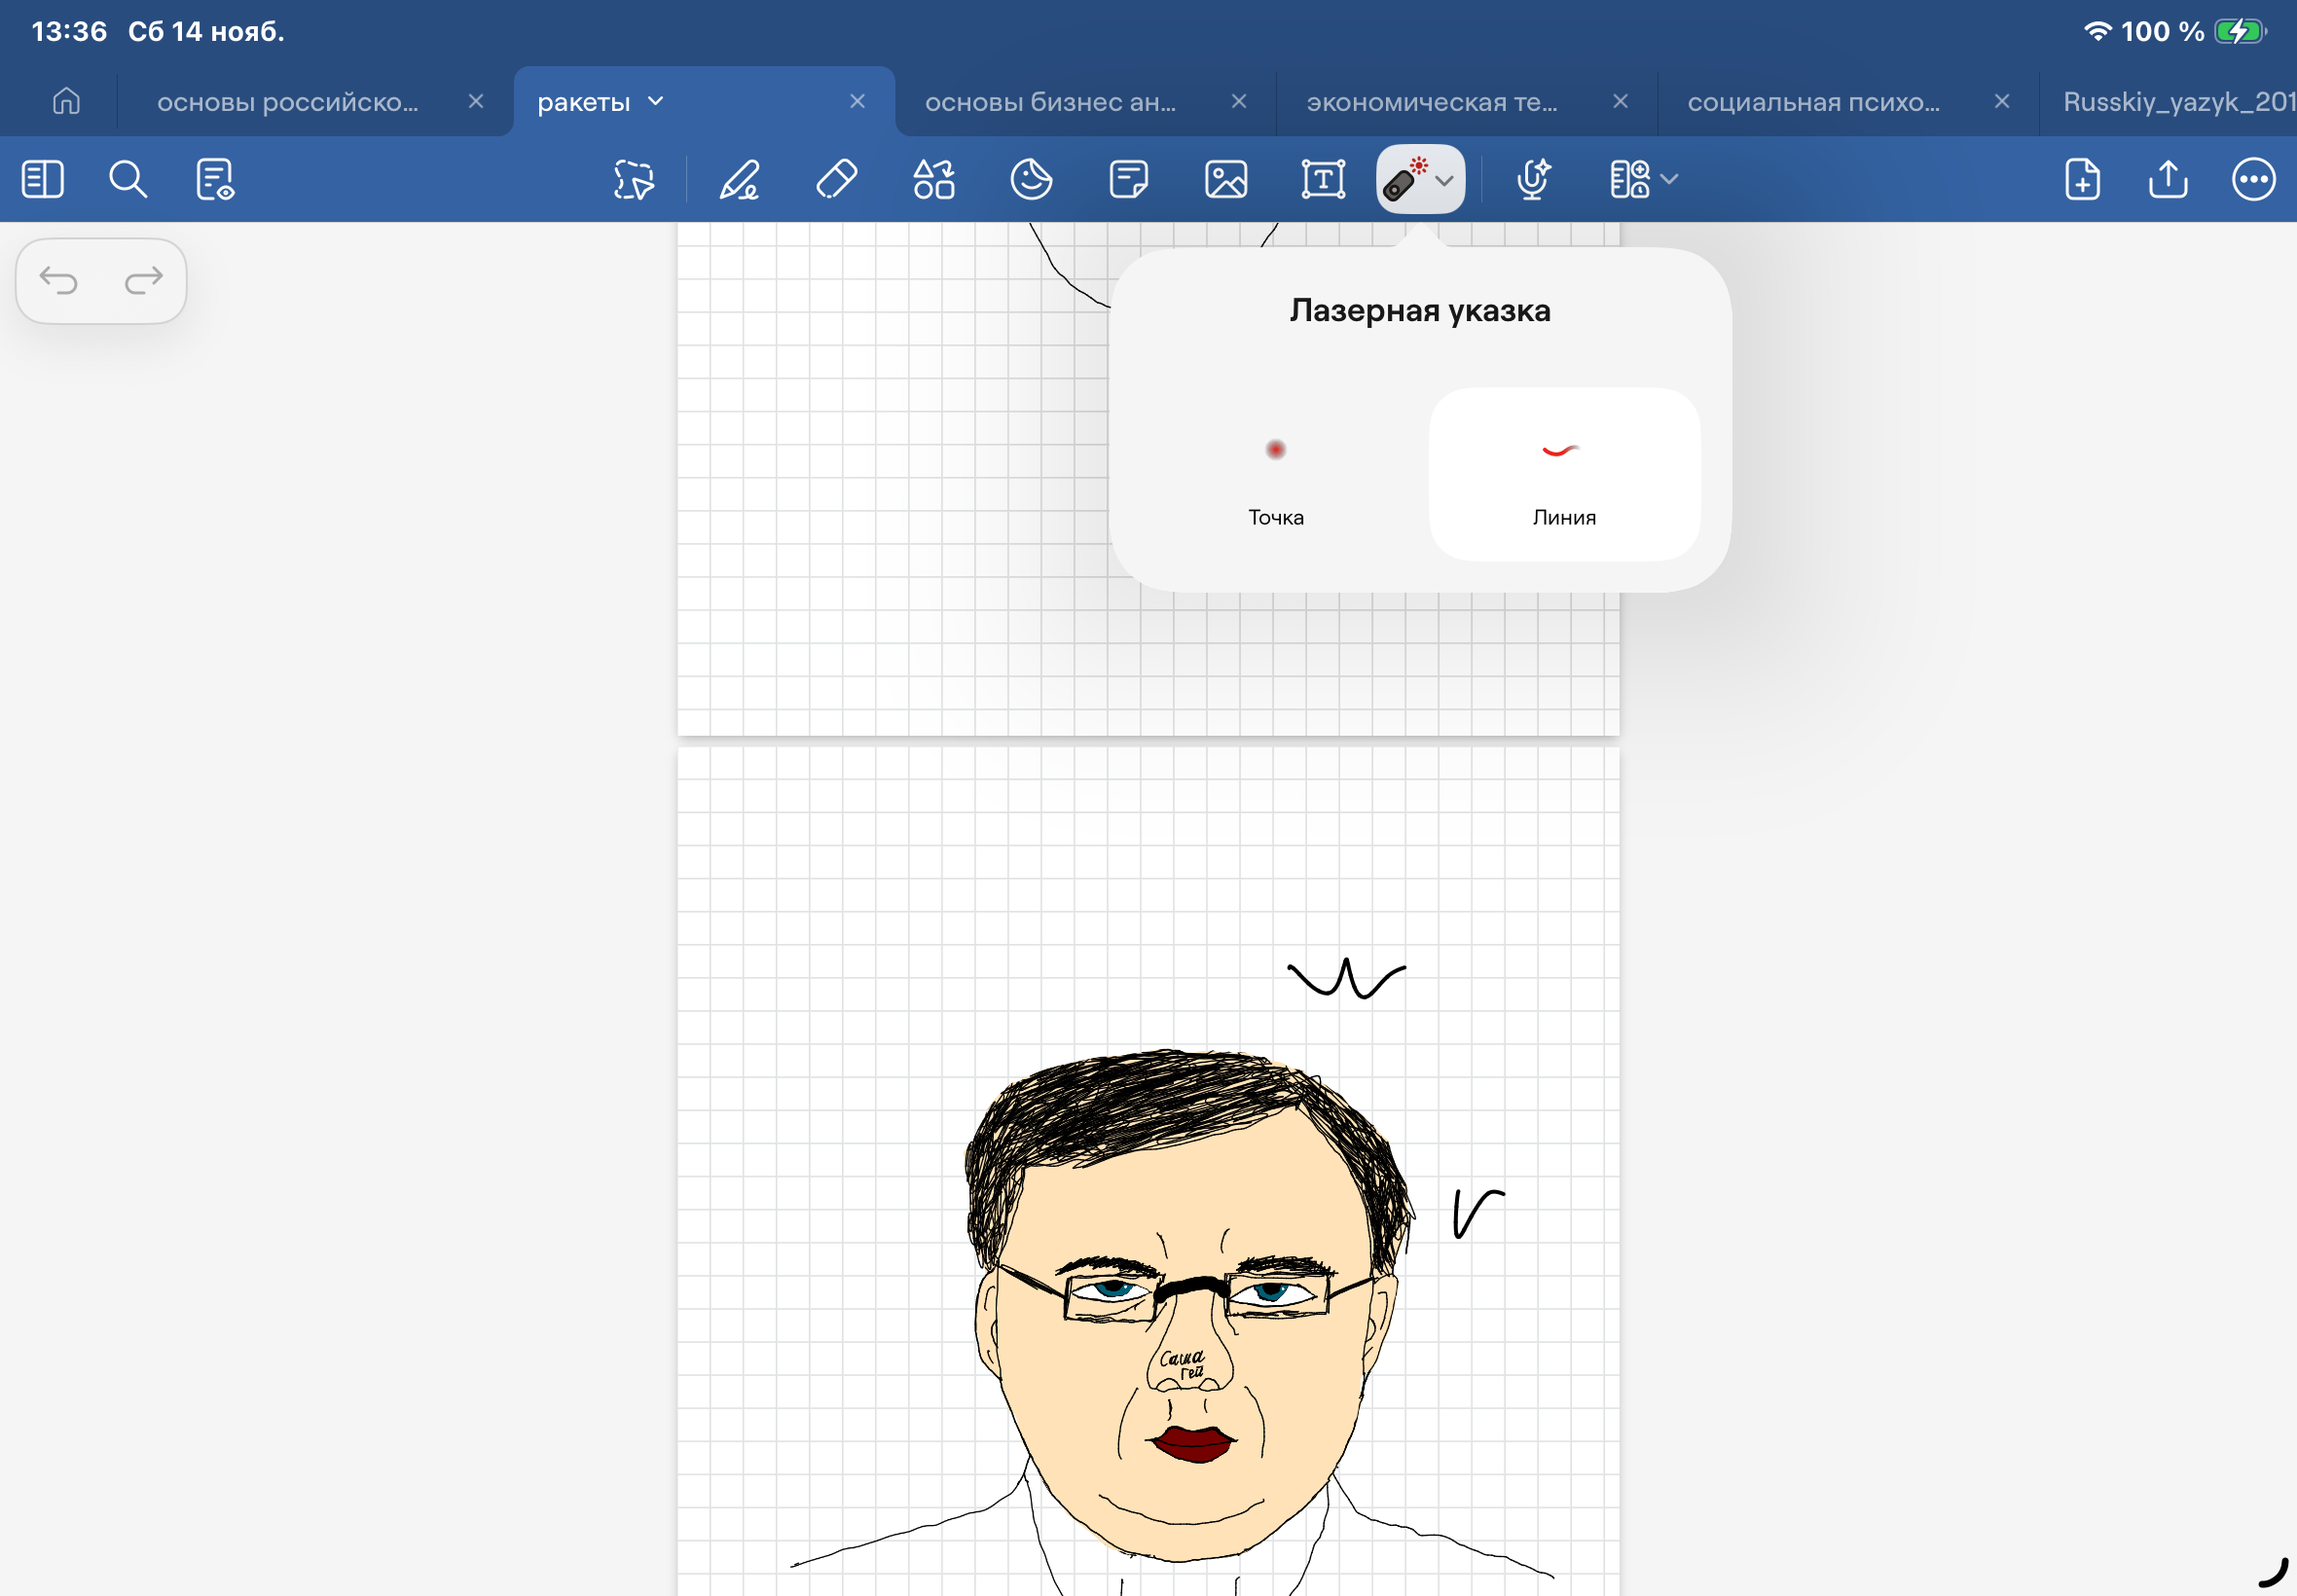 13:36 Сб 14 нояб. 100 %
основы российско... ракеты основы бизнес ан... экономическая те... социальная психо... Russkiy_yazyk_201
Лазерная указка
Точка Линия
Саша
гей